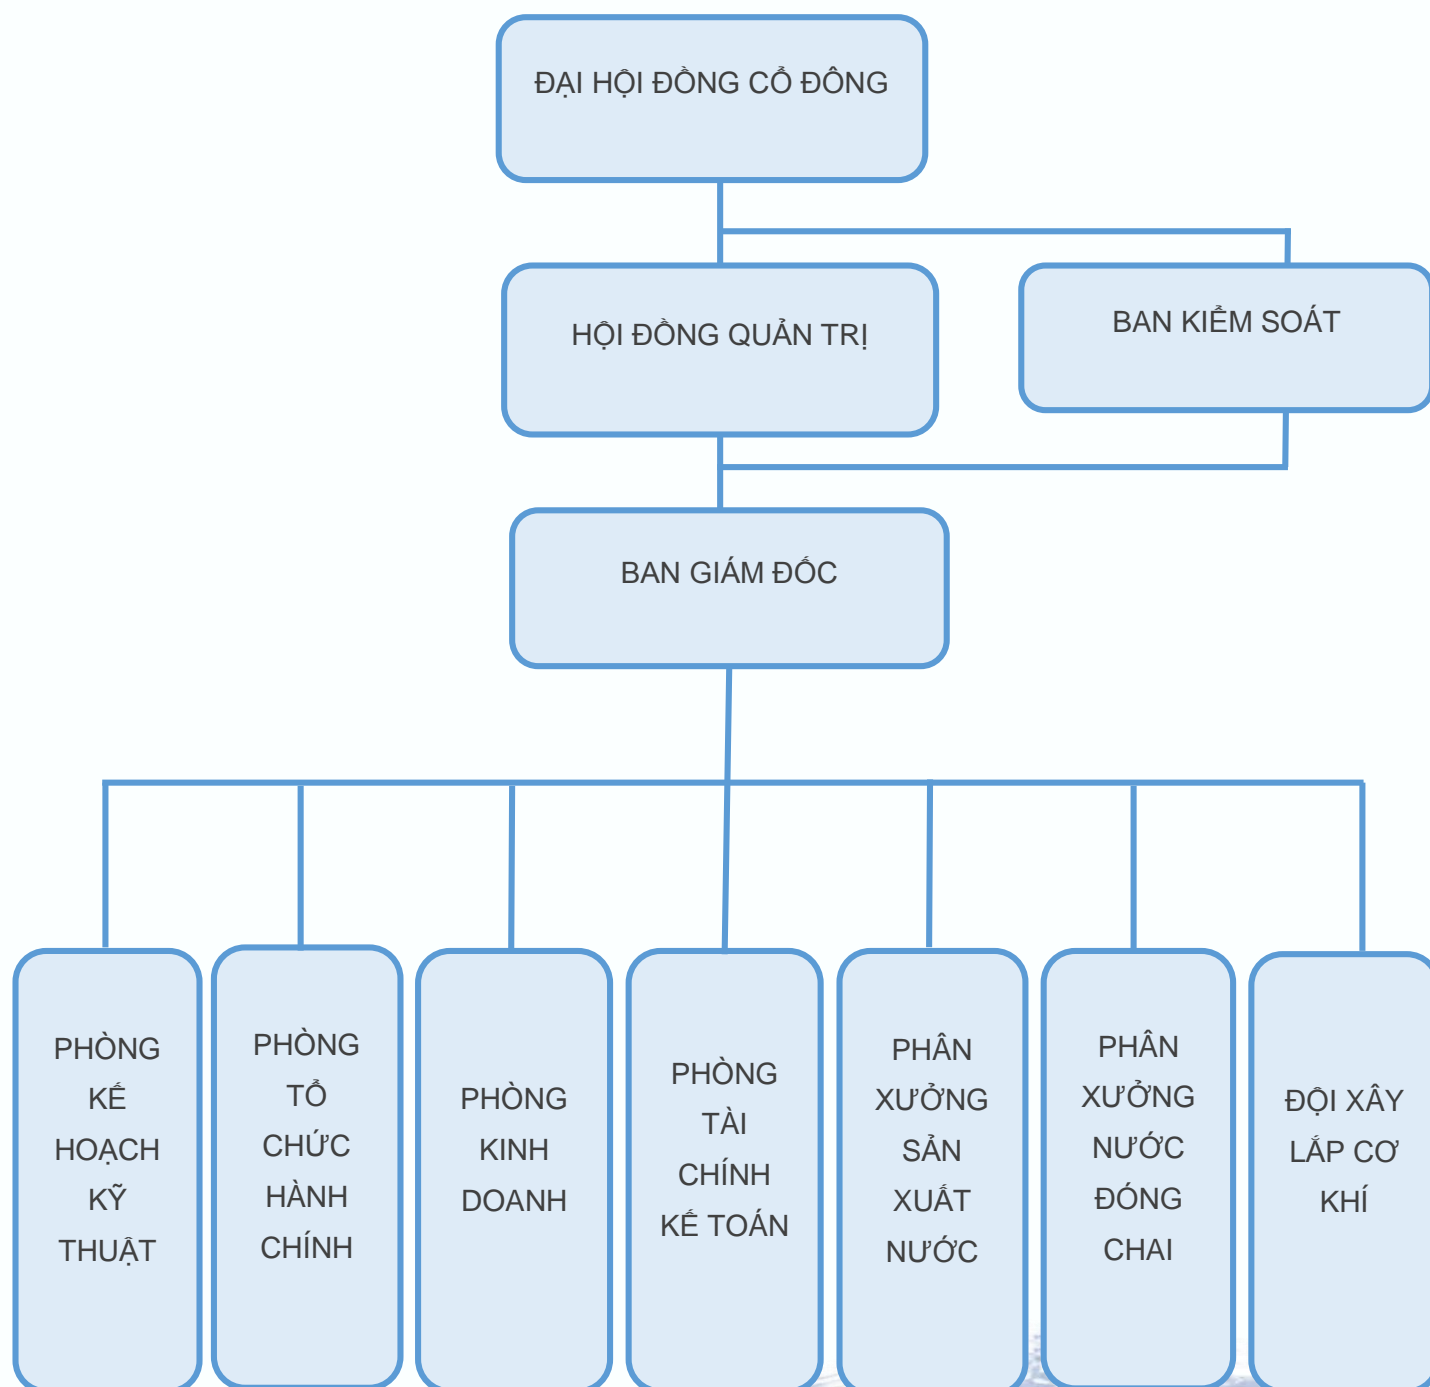 ĐẠI HỘI ĐỒNG CỔ ĐÔNG
HỘI ĐỒNG QUẢN TRỊ
BAN KIỂM SOÁT
BAN GIÁM ĐỐC
PHÒNG
KẾ
HOẠCH
KỸ
THUẬT
PHÒNG
TỔ
CHỨC
HÀNH
CHÍNH
PHÒNG
KINH
DOANH
PHÒNG
TÀI
CHÍNH
KẾ TOÁN
PHÂN
XƯỞNG
SẢN
XUẤT
NƯỚC
PHÂN
XƯỞNG
NƯỚC
ĐÓNG
CHAI
ĐỘI XÂY
LẮP CƠ
KHÍ